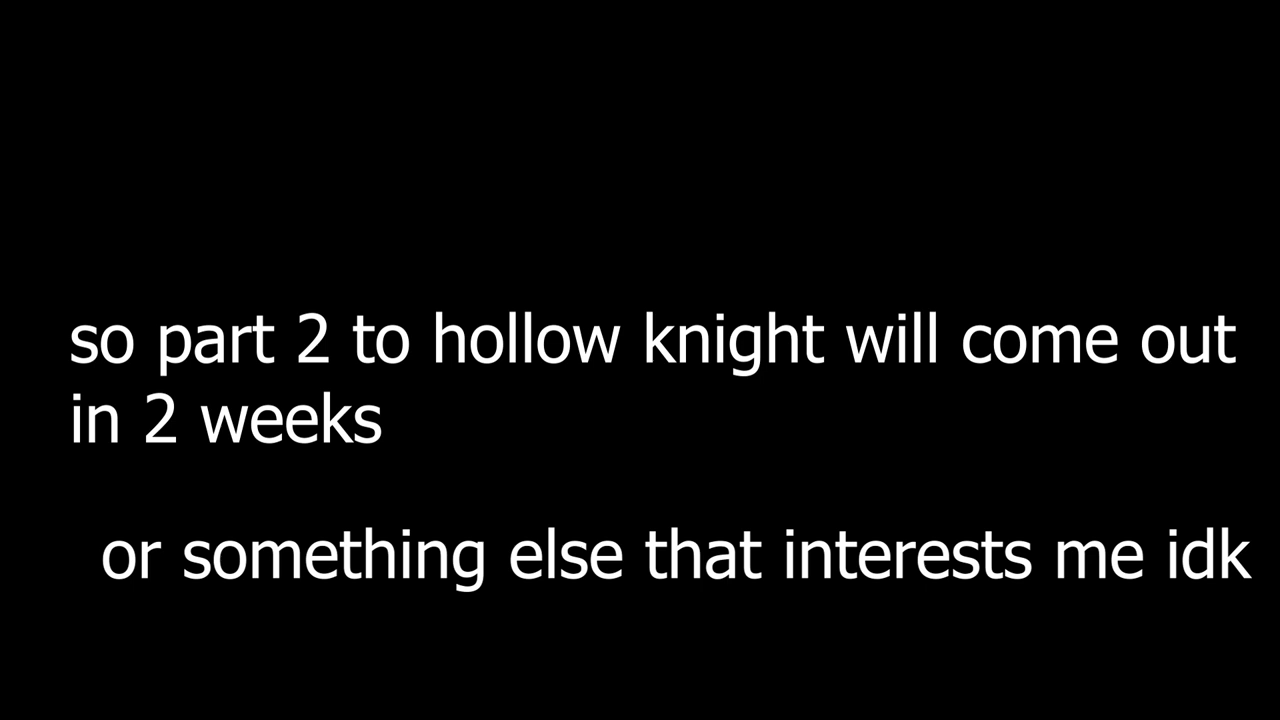 so part 2 to hollow knight will come out
in 2 weeks
or something else that interests me idk